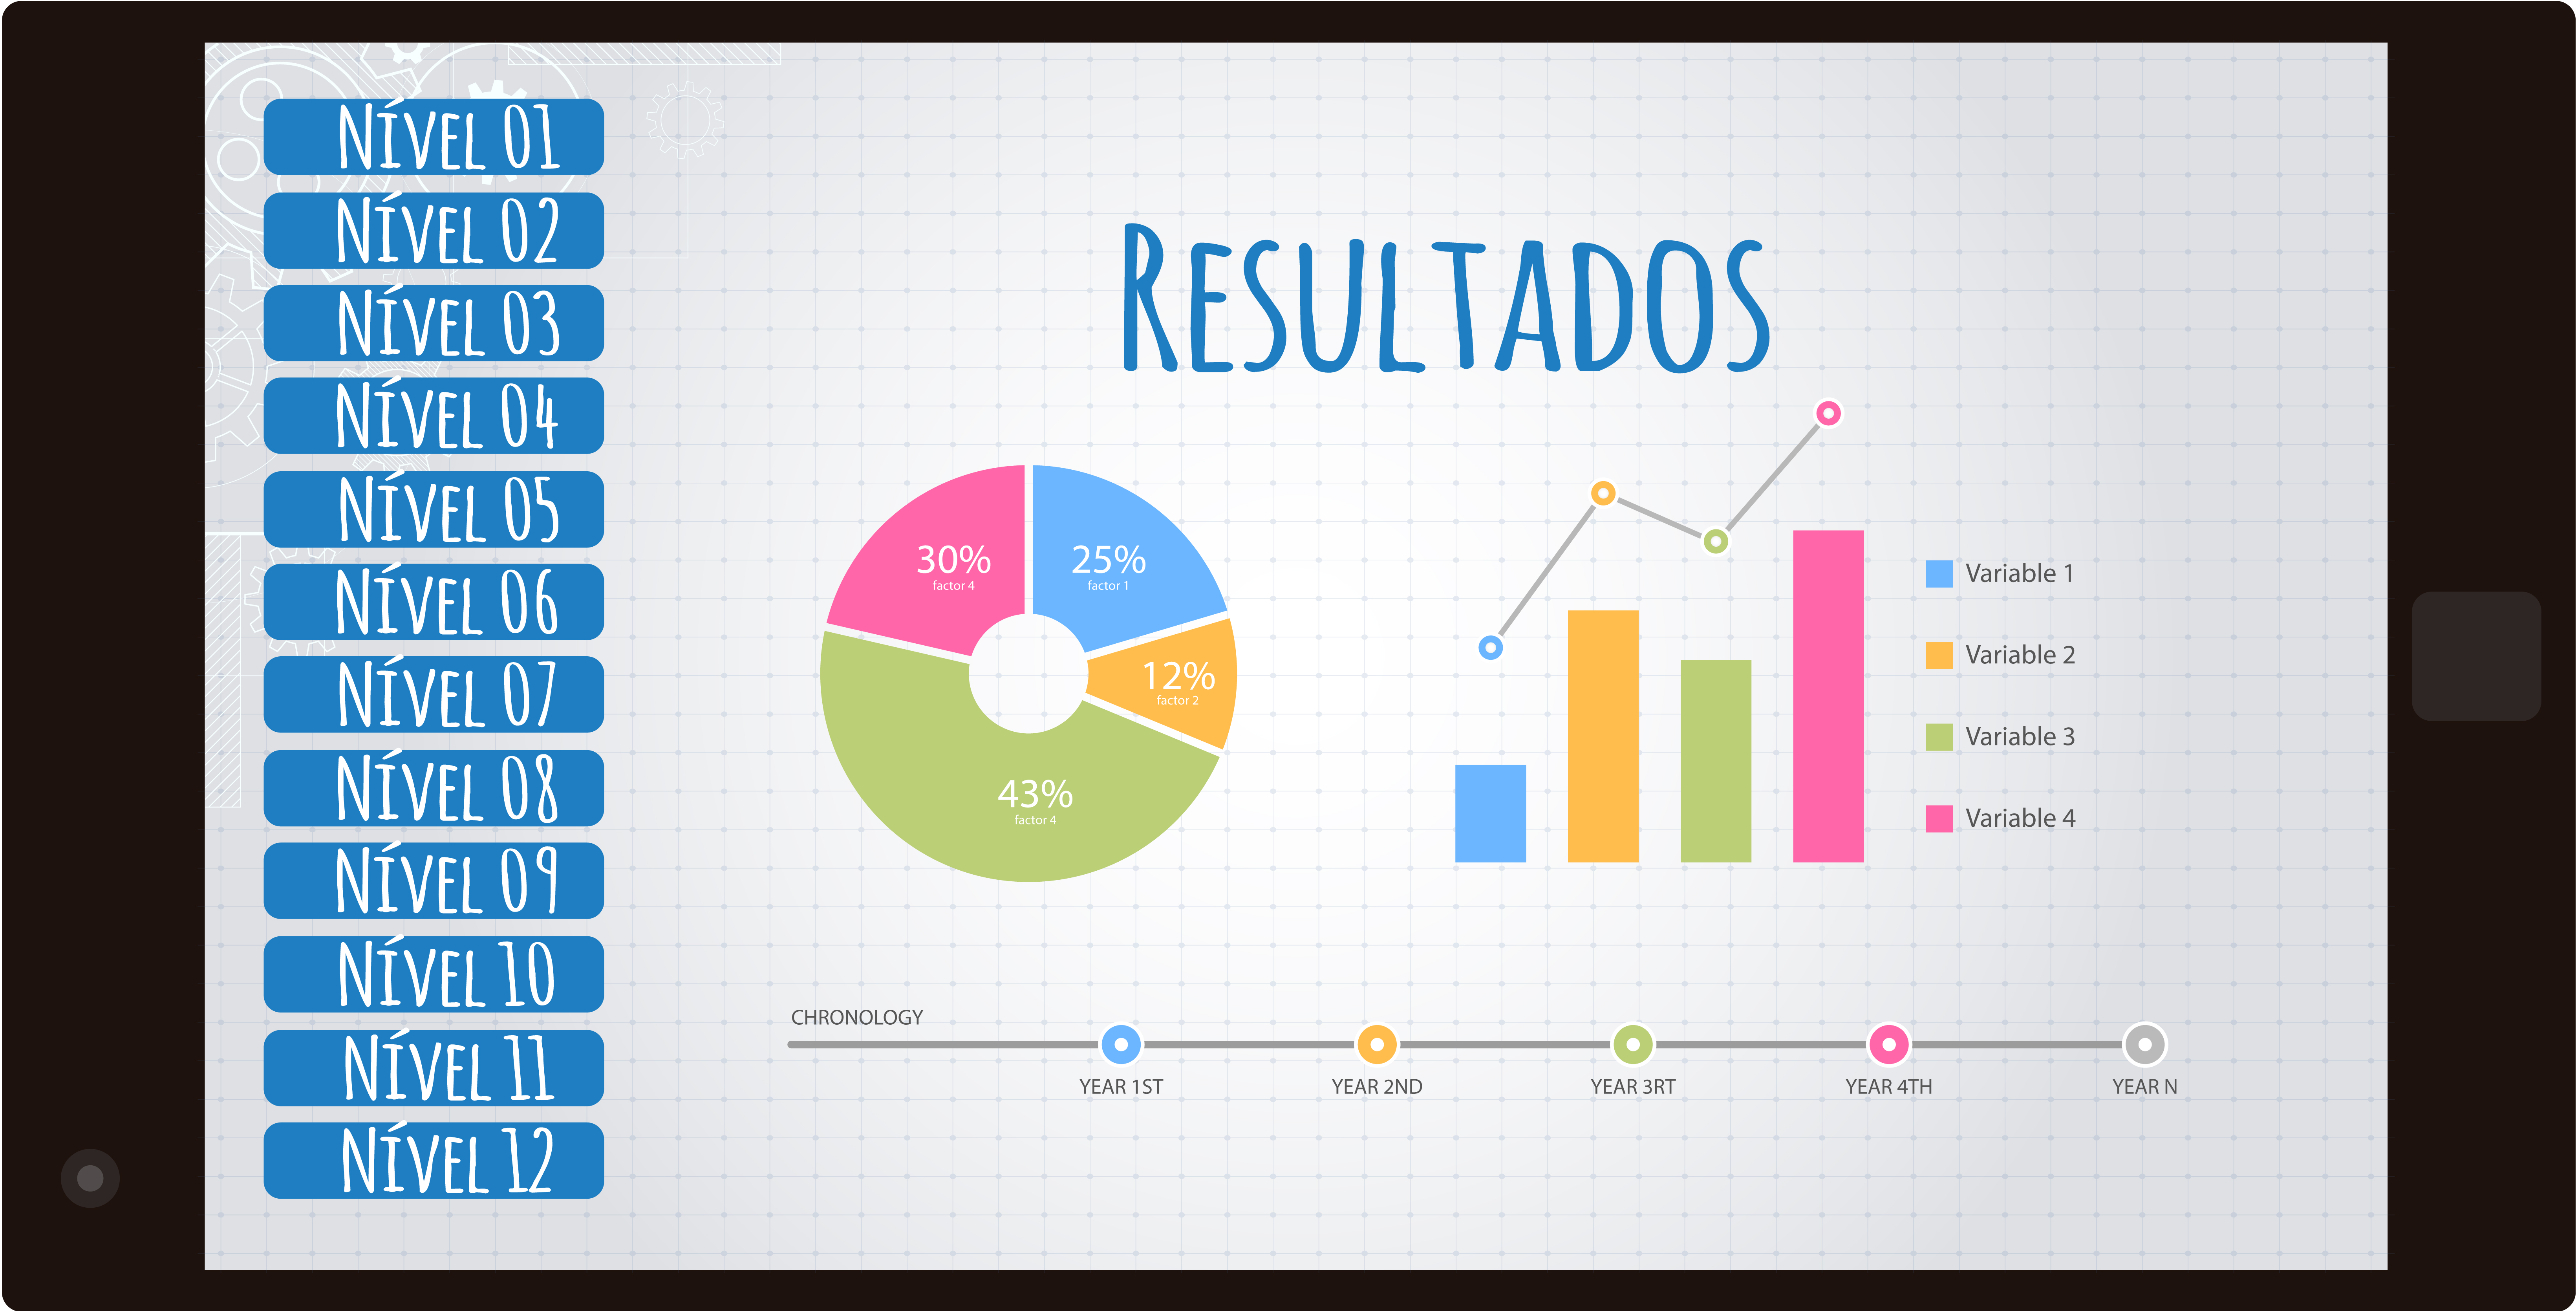 Nível 01
Nível 02
Nível 03
Nível 04
Nível 05
Nível 06
Nível 07
Nível 08
Nível 09
Nível 10
Nível 11
Nível 12
Resultados
30%
factor 4
25%
factor 1
12%
factor 2
43%
factor 4
Variable 1
Variable 2
Variable 3
Variable 4
CHRONOLOGY
YEAR 1ST
YEAR 2ND
YEAR 3RT
YEAR 4TH
YEAR N